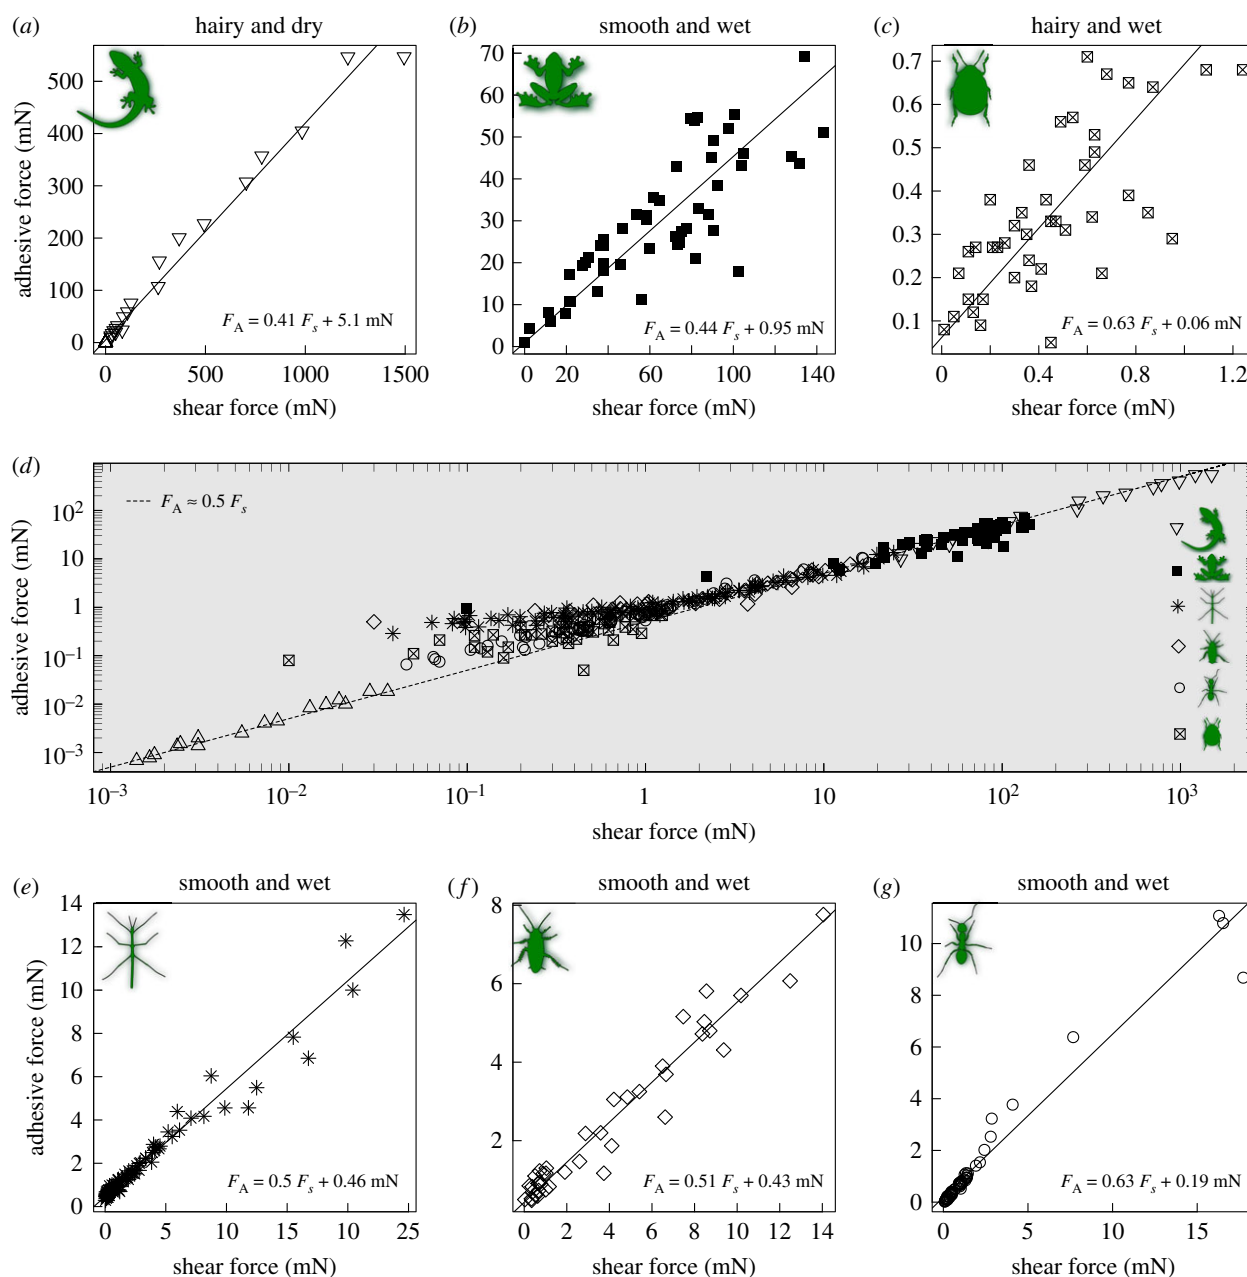 (a) hairy and dry
(b) smooth and wet
(c) hairy and wet
adhesive force (mN)
500
400
300
200
100
0
F_A = 0.41 F_s + 5.1 mN
0 500 1000 1500
shear force (mN)
70
60
50
40
30
20
10
0
F_A = 0.44 F_s + 0.95 mN
0 20 60 100 140
shear force (mN)
0.7
0.6
0.5
0.4
0.3
0.2
0.1
F_A = 0.63 F_s + 0.06 mN
0 0.4 0.8 1.2
shear force (mN)
(d)
F_A ≈ 0.5 F_s
adhesive force (mN)
10²
10
1
10⁻¹
10⁻²
10⁻³
10⁻³ 10⁻² 10⁻¹ 1 10 10² 10³
shear force (mN)
(e) smooth and wet
(f) smooth and wet
(g) smooth and wet
adhesive force (mN)
14
12
10
8
6
4
2
0
F_A = 0.5 F_s + 0.46 mN
0 5 10 15 10 25
shear force (mN)
8
6
4
2
F_A = 0.51 F_s + 0.43 mN
0 2 4 6 8 10 12 14
shear force (mN)
10
8
6
4
2
0
F_A = 0.63 F_s + 0.19 mN
0 5 10 15
shear force (mN)